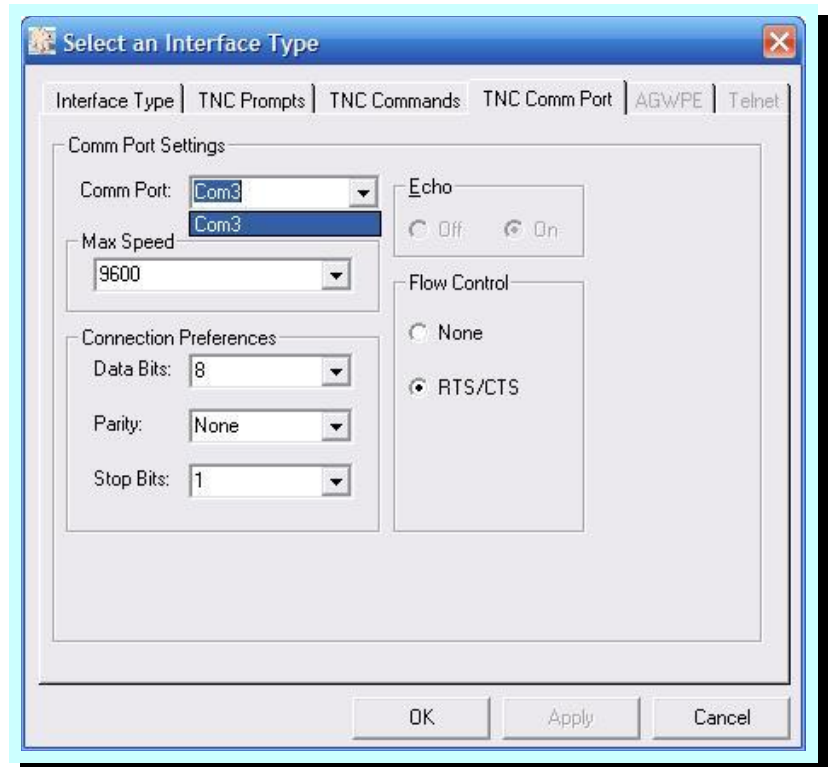 Select an Interface Type
Interface Type TNC Prompts TNC Commands TNC Comm Port AGWPE Telnet
Comm Port Settings
Comm Port: Com3
Com3
Max Speed
9600
Connection Preferences
Data Bits: 8
Parity: None
Stop Bits: 1
Echo
Off On
Flow Control
None
RTS/CTS
OK Apply Cancel